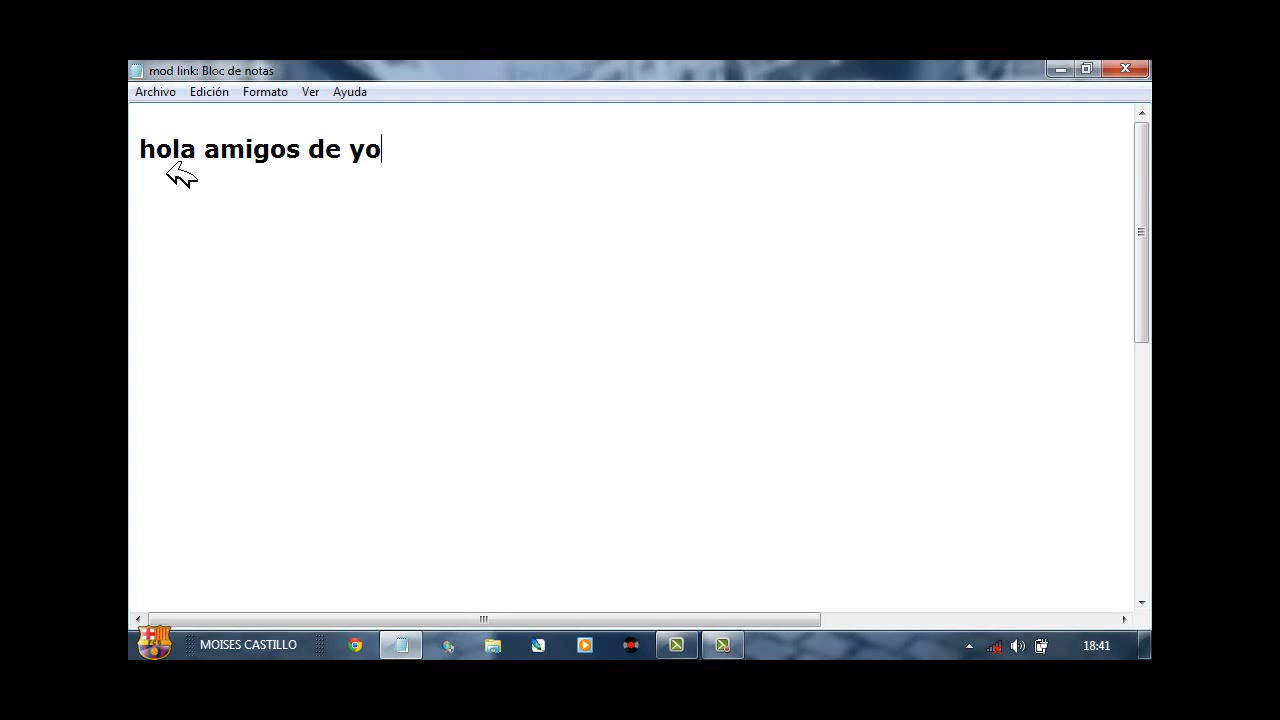 mod link: Bloc de notas
Archivo Edición Formato Ver Ayuda
hola amigos de yo
MOISES CASTILLO
18:41